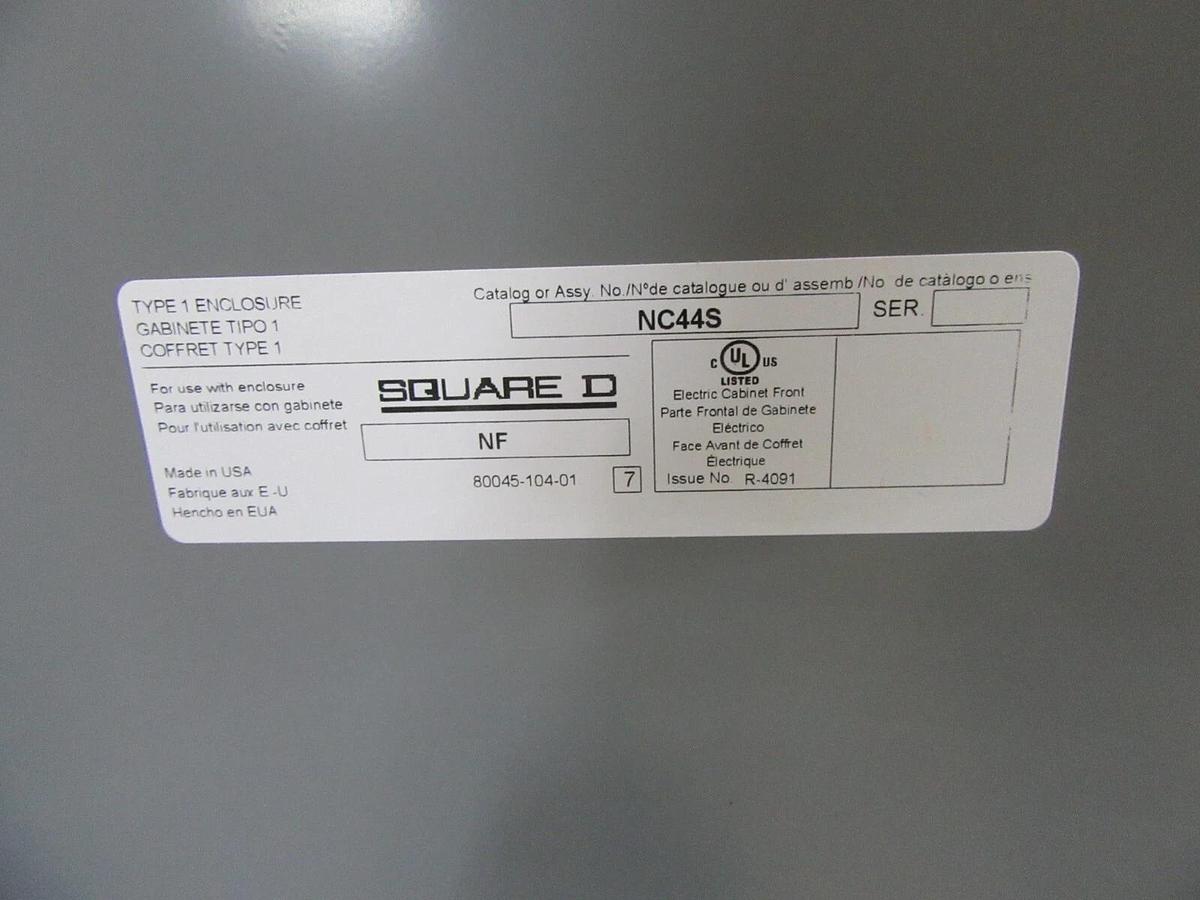 TYPE 1 ENCLOSURE
GABINETE TIPO 1
COFFRET TYPE 1
Catalog or Assy. No./N°de catalogue ou d' assemb /No de catàlogo o ens
NC44S
SER.
For use with enclosure
Para utilizarse con gabinete
Pour l'utilisation avec coffret
SQUARE D
NF
Made in USA
Fabrique aux E -U
Hencho en EUA
80045-104-01
7
C UL US
LISTED
Electric Cabinet Front
Parte Frontal de Gabinete
Eléctrico
Face Avant de Coffret
Électrique
Issue No. R-4091